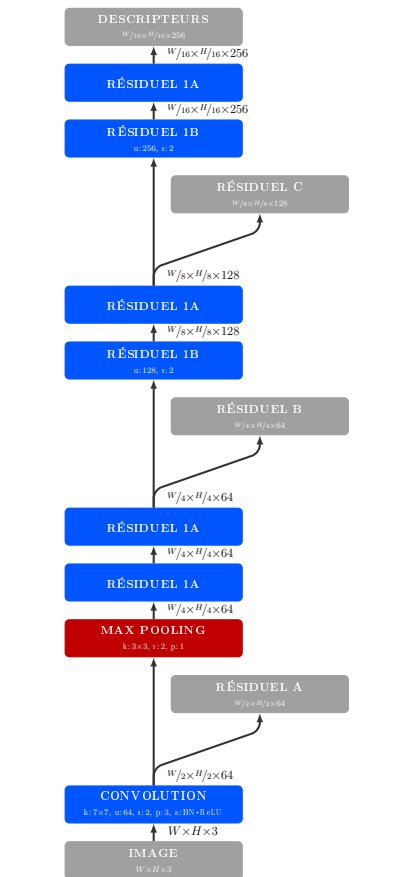 DESCRIPTEURS
W/16×H/16×256
W/16×H/16×256
RÉSIDUEL 1A
W/16×H/16×256
RÉSIDUEL 1B
u: 256, s: 2
RÉSIDUEL C
W/8×H/8×128
W/8×H/8×128
RÉSIDUEL 1A
W/8×H/8×128
RÉSIDUEL 1B
u: 128, s: 2
RÉSIDUEL B
W/4×H/4×64
W/4×H/4×64
RÉSIDUEL 1A
W/4×H/4×64
RÉSIDUEL 1A
W/4×H/4×64
MAX POOLING
k: 3×3, s: 2, p: 1
RÉSIDUEL A
W/2×H/2×64
W/2×H/2×64
CONVOLUTION
k: 7×7, u: 64, s: 2, p: 3, a: BN+ReLU
W×H×3
IMAGE
W×H×3